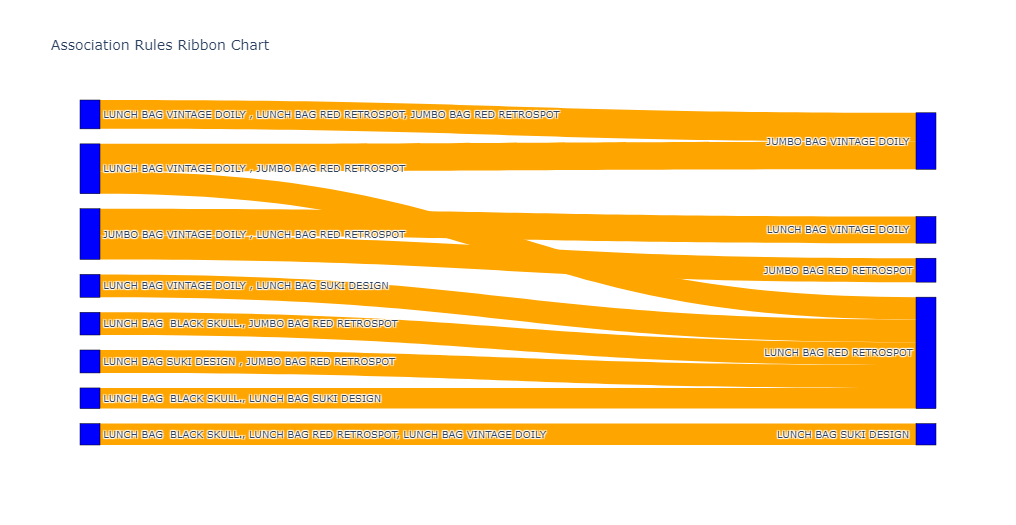 Association Rules Ribbon Chart
LUNCH BAG VINTAGE DOILY , LUNCH BAG RED RETROSPOT, JUMBO BAG RED RETROSPOT
JUMBO BAG VINTAGE DOILY
LUNCH BAG VINTAGE DOILY , JUMBO BAG RED RETROSPOT
LUNCH BAG VINTAGE DOILY
JUMBO BAG VINTAGE DOILY , LUNCH BAG RED RETROSPOT
JUMBO BAG RED RETROSPOT
LUNCH BAG VINTAGE DOILY , LUNCH BAG SUKI DESIGN
LUNCH BAG  BLACK SKULL., JUMBO BAG RED RETROSPOT
LUNCH BAG RED RETROSPOT
LUNCH BAG SUKI DESIGN , JUMBO BAG RED RETROSPOT
LUNCH BAG  BLACK SKULL., LUNCH BAG SUKI DESIGN
LUNCH BAG  BLACK SKULL., LUNCH BAG RED RETROSPOT, LUNCH BAG VINTAGE DOILY
LUNCH BAG SUKI DESIGN